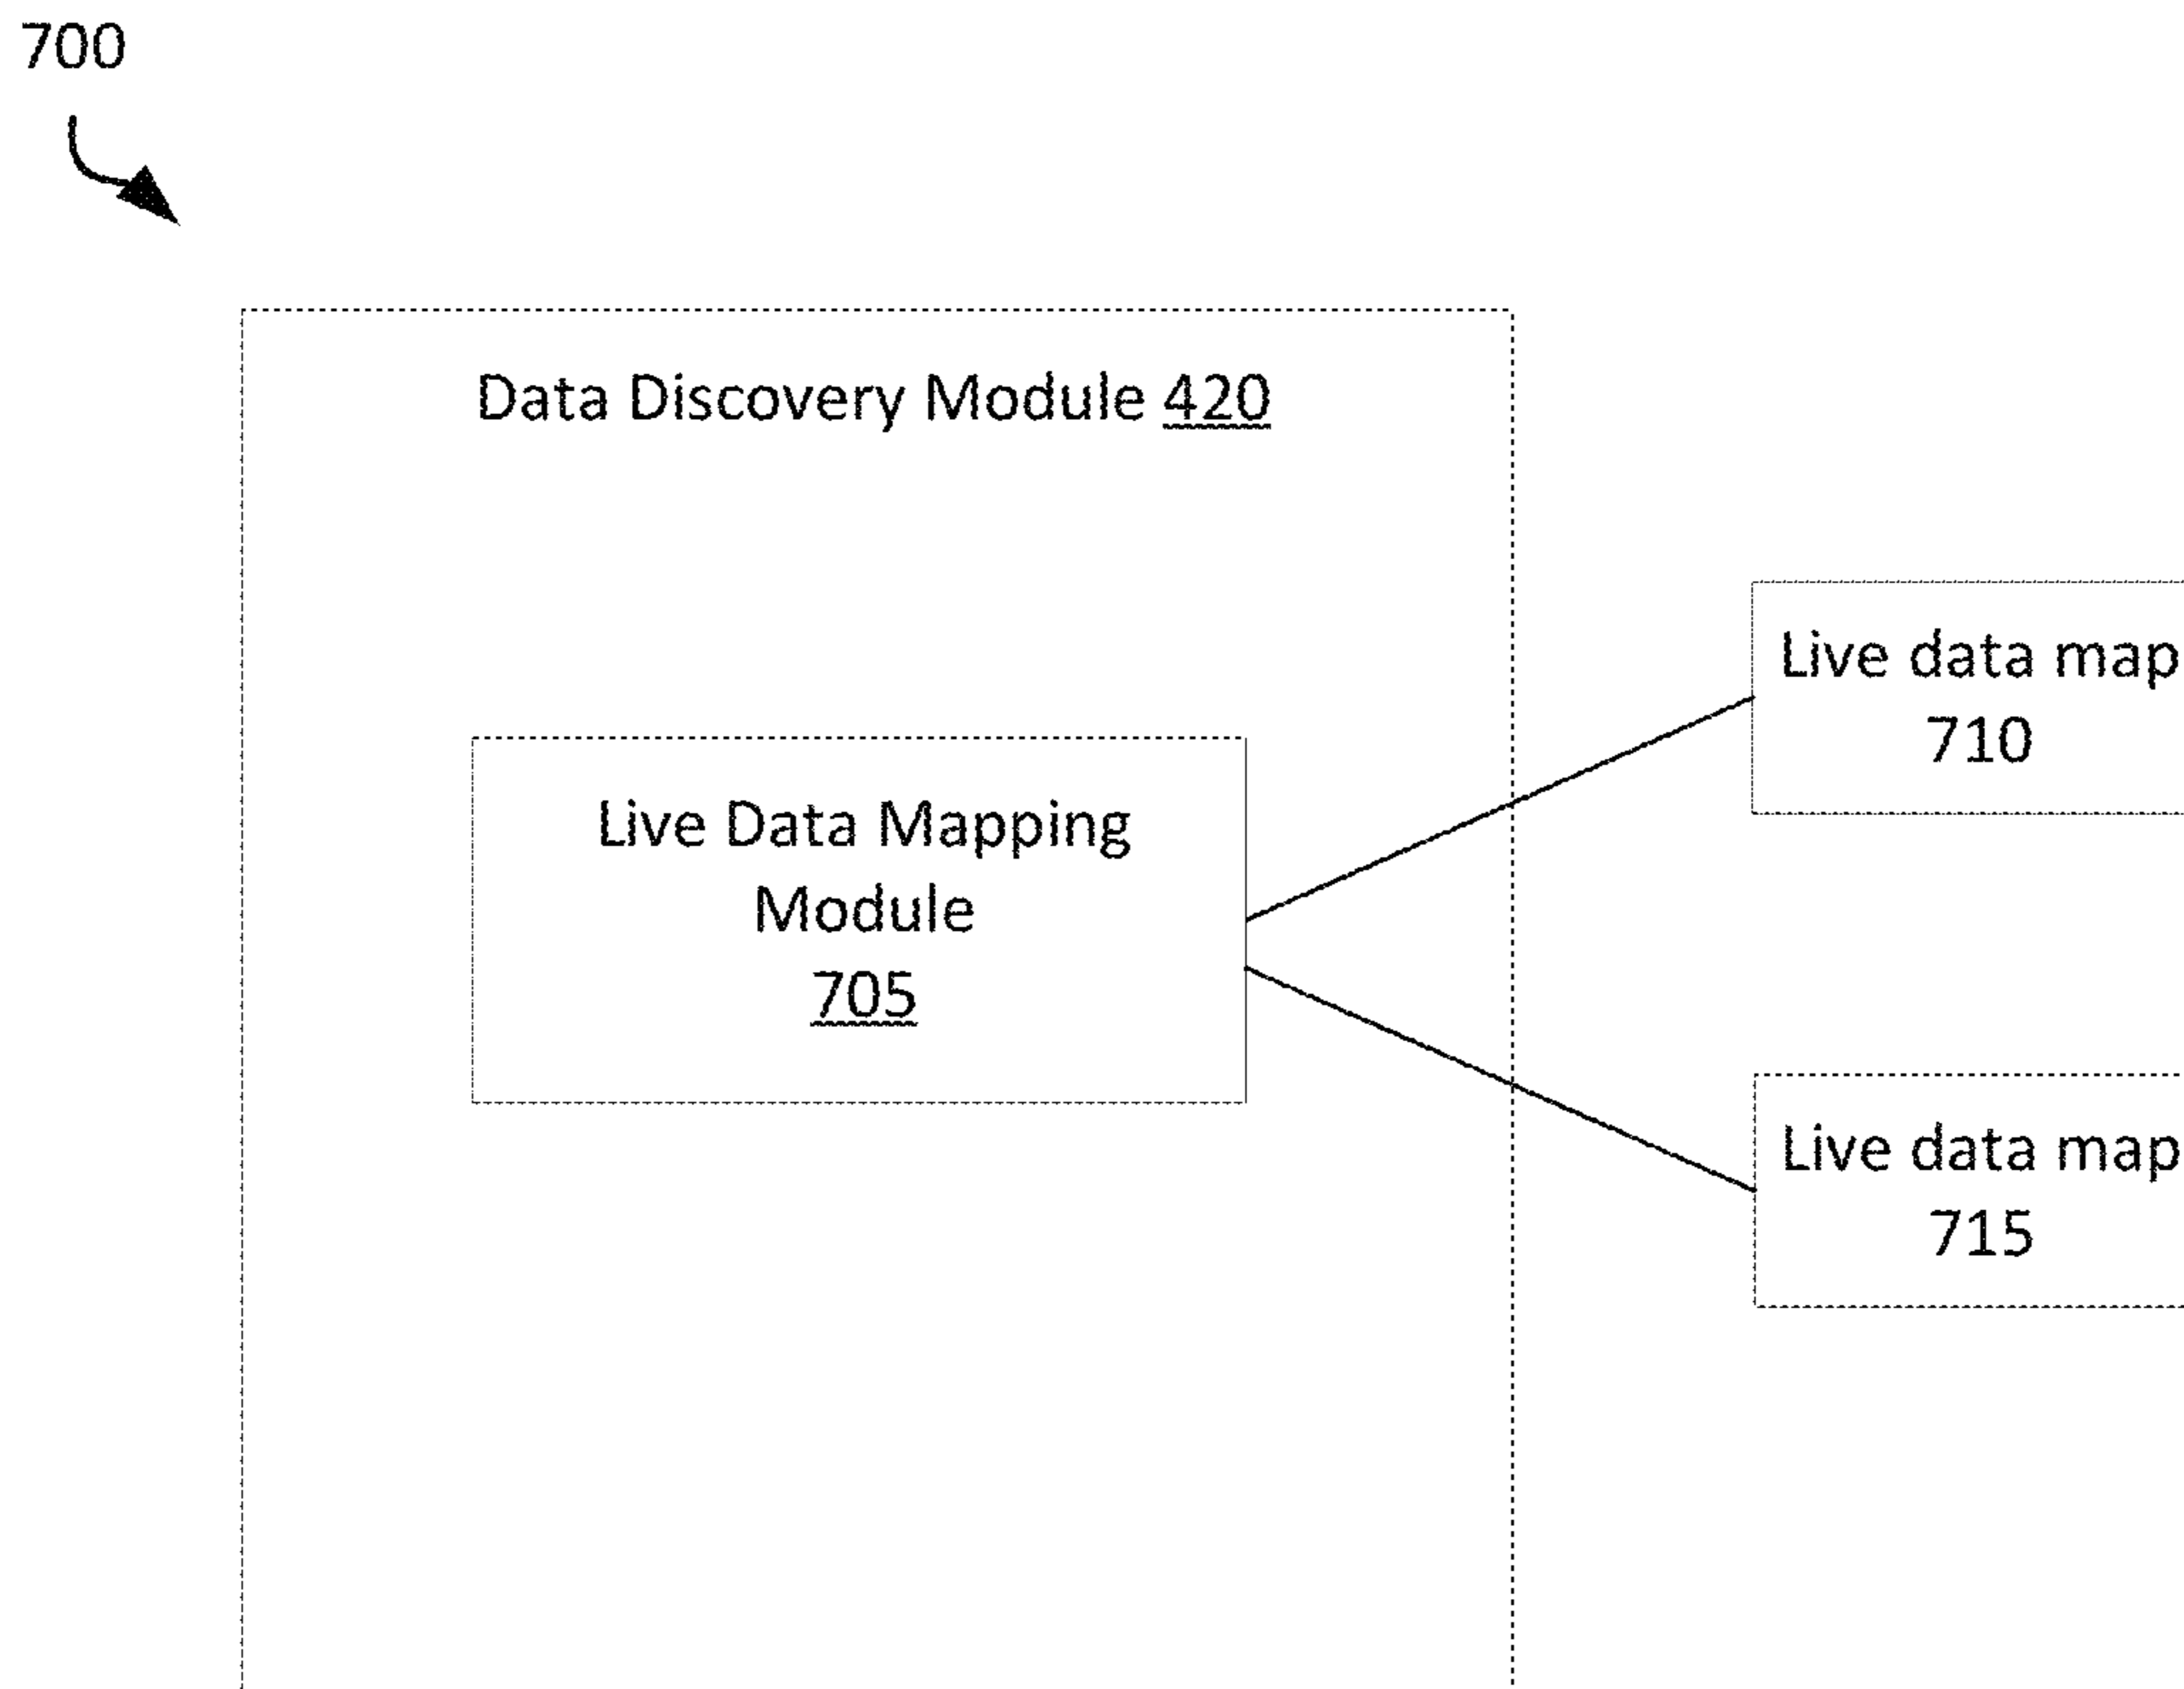 700
Data Discovery Module 420
Live data map
710
Live Data Mapping
Module
705
Live data map
715